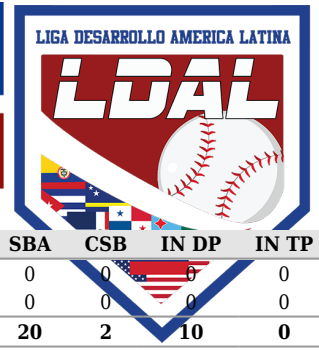 LIGA DESARROLLO AMERICA LATINA
LDAL
SBA CSB IN DP IN TP
0 0 0 0
0 0 0 0
20 2 10 0